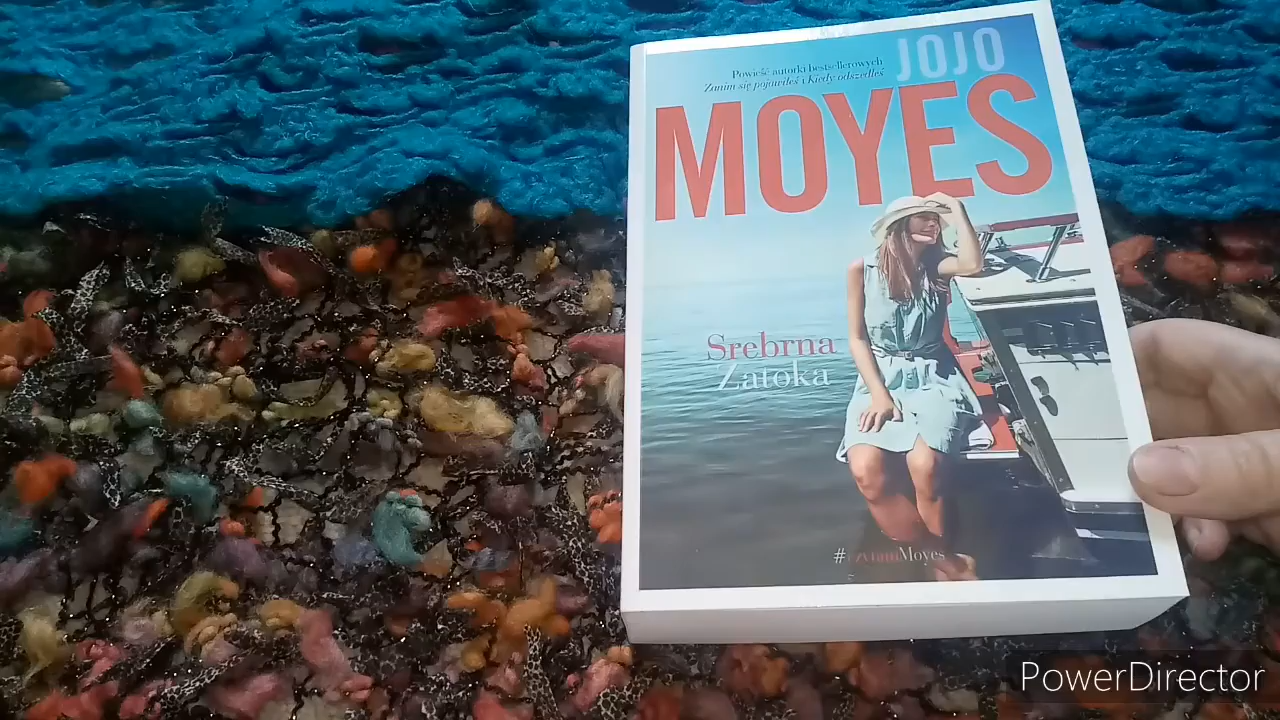 Powieść autorki bestsellerowych
Zanim się pojawiłeś i Kiedy odszedłeś
JOJO
MOYES
Srebrna
Zatoka
#czytamMoyes
PowerDirector